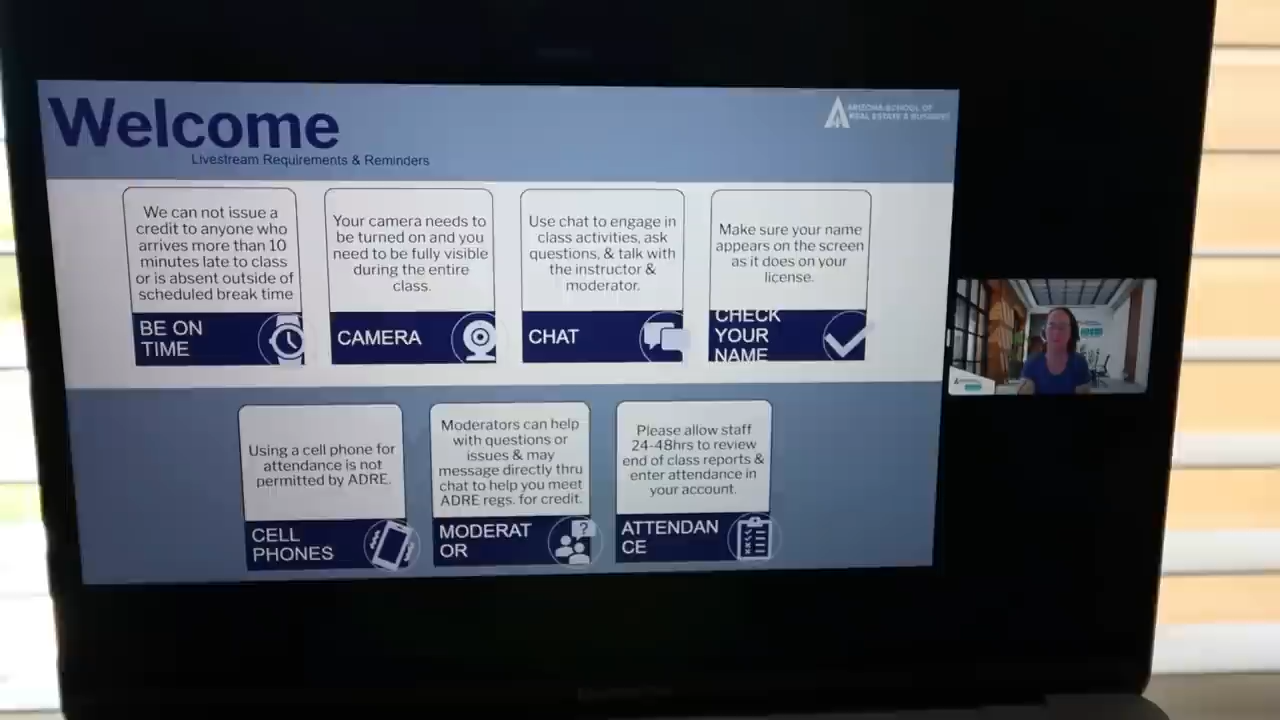 Welcome
ARIZONA SCHOOL OF
REAL ESTATE & BUSINESS
Livestream Requirements & Reminders
We can not issue a
credit to anyone who
arrives more than 10
minutes late to class
or is absent outside of
scheduled break time
BE ON
TIME
Your camera needs to
be turned on and you
need to be fully visible
during the entire
class.
CAMERA
Use chat to engage in
class activities, ask
questions, & talk with
the instructor &
moderator.
CHAT
Make sure your name
appears on the screen
as it does on your
license.
CHECK
YOUR
NAME
Using a cell phone for
attendance is not
permitted by ADRE.
CELL
PHONES
Moderators can help
with questions or
issues & may
message directly thru
chat to help you meet
ADRE regs. for credit.
MODERAT
OR
Please allow staff
24-48hrs to review
end of class reports &
enter attendance in
your account.
ATTENDAN
CE